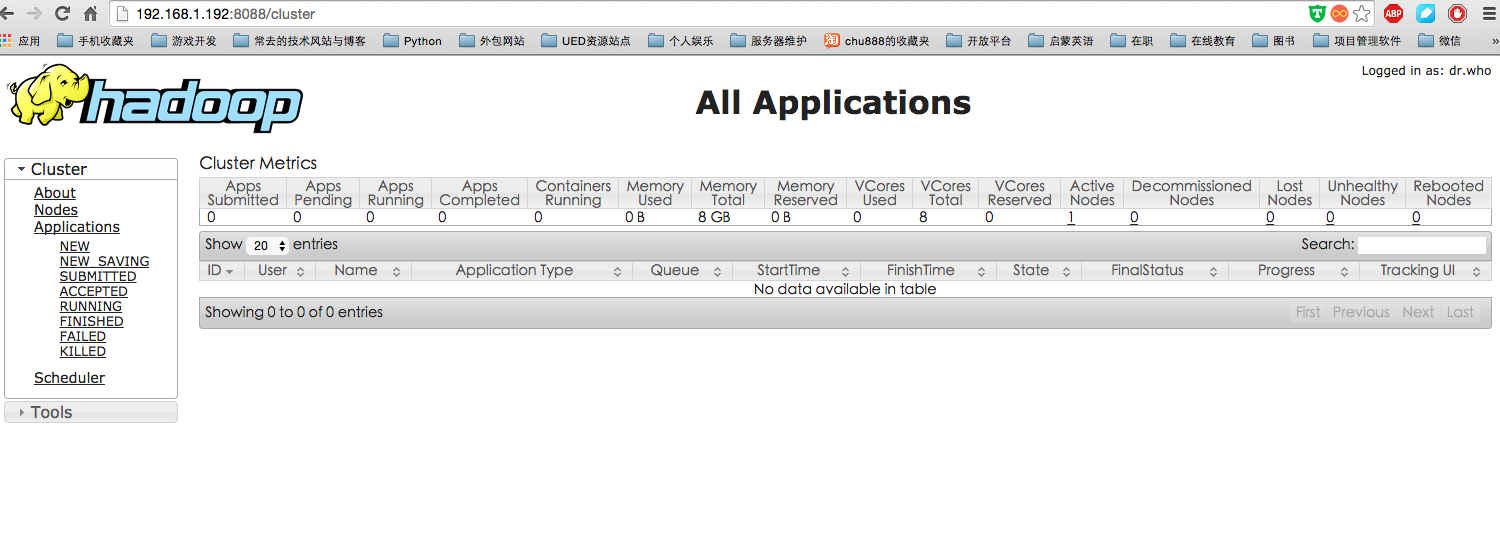 192.168.1.192:8088/cluster
ABP
应用 手机收藏夹 游戏开发 常去的技术风站与博客 Python 外包网站 UED资源站点 个人娱乐 服务器维护 淘 chu888的收藏夹 开放平台 启蒙英语 在职 在线教育 图书 项目管理软件 微信 »
Logged in as: dr.who
hadoop
All Applications
Cluster
About
Nodes
Applications
NEW
NEW_SAVING
SUBMITTED
ACCEPTED
RUNNING
FINISHED
FAILED
KILLED
Scheduler
Tools
Cluster Metrics
Apps Submitted Apps Pending Apps Running Apps Completed Containers Running Memory Used Memory Total Memory Reserved VCores Used VCores Total VCores Reserved Active Nodes Decommissioned Nodes Lost Nodes Unhealthy Nodes Rebooted Nodes
0 0 0 0 0 0 B 8 GB 0 B 0 8 0 1 0 0 0 0
Show 20 entries Search:
ID User Name Application Type Queue StartTime FinishTime State FinalStatus Progress Tracking UI
No data available in table
Showing 0 to 0 of 0 entries First Previous Next Last